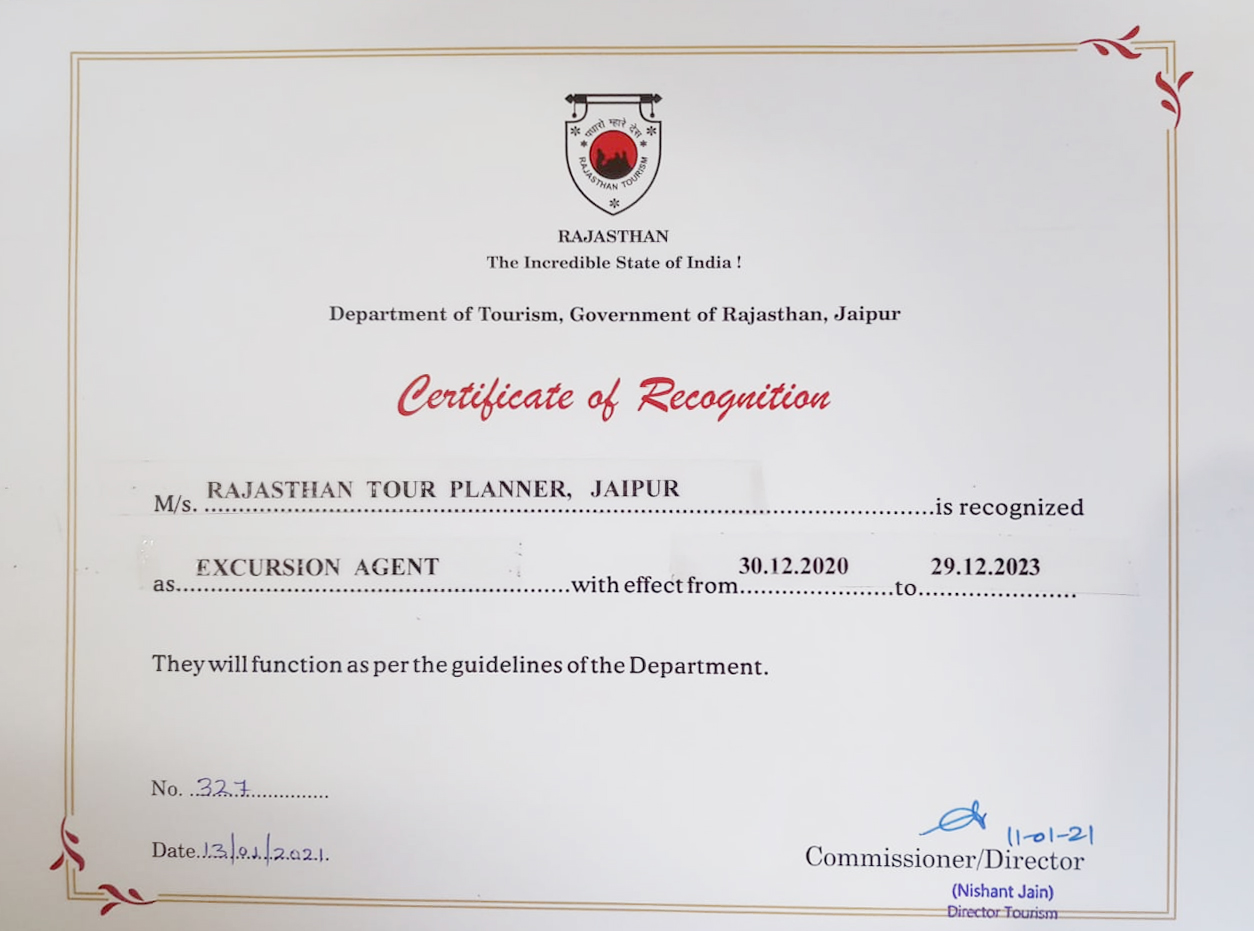 पधारो म्हारे देस
RAJASTHAN TOURISM
RAJASTHAN
The Incredible State of India !
Department of Tourism, Government of Rajasthan, Jaipur
Certificate of Recognition
M/s. RAJASTHAN TOUR PLANNER, JAIPUR is recognized
as EXCURSION AGENT with effect from 30.12.2020 to 29.12.2023
They will function as per the guidelines of the Department.
No. 327
Date 13/01/2021
11-01-21
Commissioner/Director
(Nishant Jain)
Director Tourism